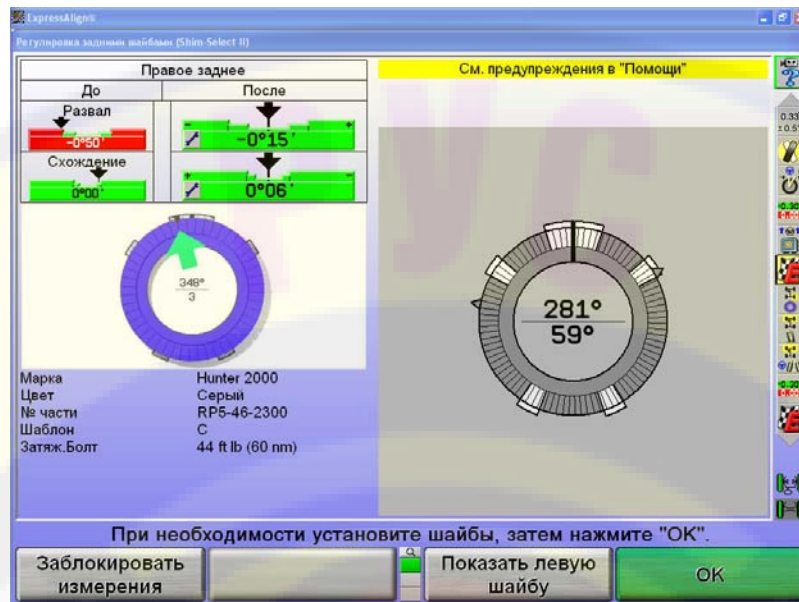 ExpressAlign®
Регулировка задними шайбами (Shim-Select II)
Правое заднее
До
После
Развал
-0°50'
-0°15'
Схождение
0°00'
0°06'
348°
3
Марка Hunter 2000
Цвет Серый
№ части RP5-46-2300
Шаблон C
Затяж.Болт 44 ft lb (60 nm)
См. предупреждения в "Помощи"
281°
59°
При необходимости установите шайбы, затем нажмите "OK".
Заблокировать измерения
Показать левую шайбу
OK
РУС